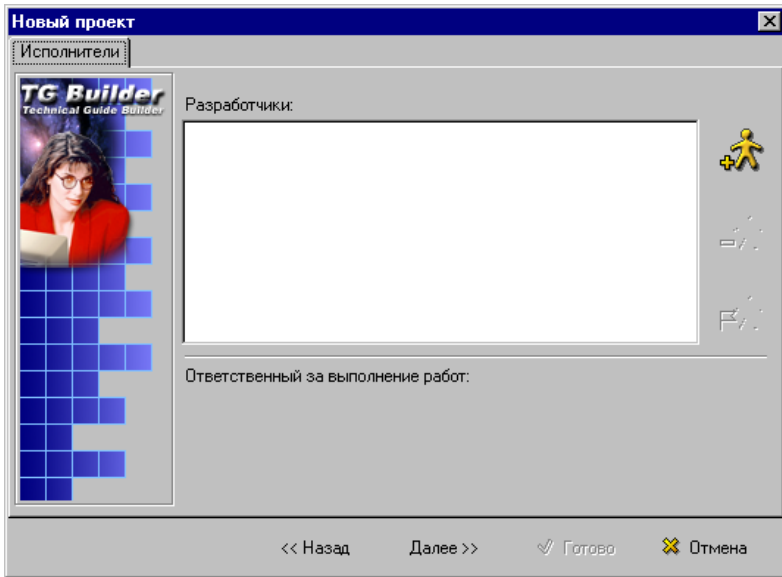 Новый проект
Исполнители
TG Builder
Technical Guide Builder
Разработчики:
Ответственный за выполнение работ:
<< Назад Далее >> Готово Отмена